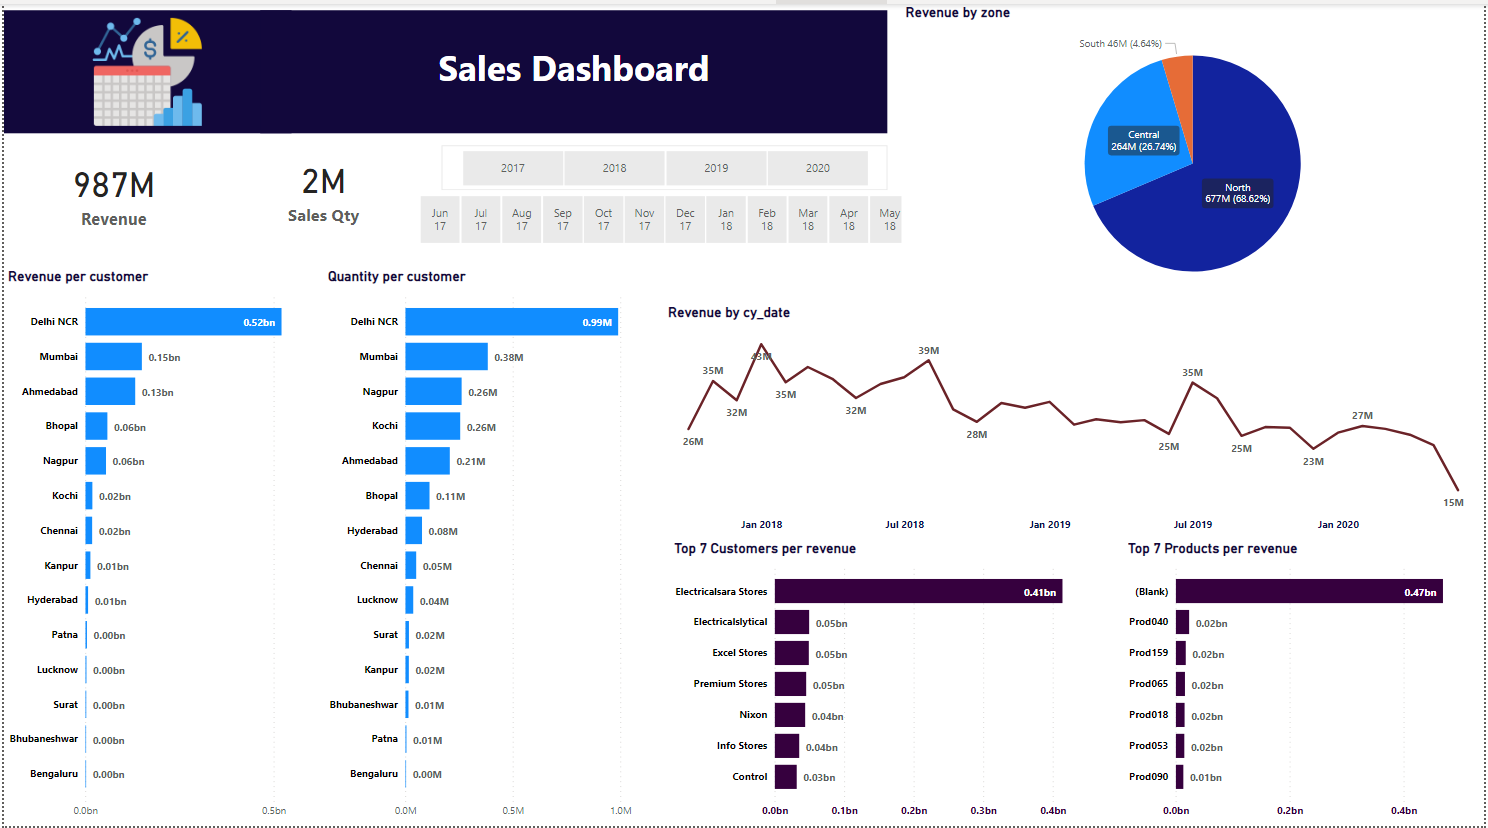 Sales Dashboard
987M
Revenue
2M
Sales Qty
2017 2018 2019 2020
Jun Jul Aug Sep Oct Nov Dec Jan Feb Mar Apr May
17 17 17 17 17 17 17 18 18 18 18 18
Revenue by zone
South 46M (4.64%)
Central
264M (26.74%)
North
677M (68.62%)
Revenue per customer
Delhi NCR 0.52bn
Mumbai 0.15bn
Ahmedabad 0.13bn
Bhopal 0.06bn
Nagpur 0.06bn
Kochi 0.02bn
Chennai 0.02bn
Kanpur 0.01bn
Hyderabad 0.01bn
Patna 0.00bn
Lucknow 0.00bn
Surat 0.00bn
Bhubaneshwar 0.00bn
Bengaluru 0.00bn
0.0bn 0.5bn
Quantity per customer
Delhi NCR 0.99M
Mumbai 0.38M
Nagpur 0.26M
Kochi 0.26M
Ahmedabad 0.21M
Bhopal 0.11M
Hyderabad 0.08M
Chennai 0.05M
Lucknow 0.04M
Surat 0.02M
Kanpur 0.02M
Bhubaneshwar 0.01M
Patna 0.01M
Bengaluru 0.00M
0.0M 0.5M 1.0M
Revenue by cy_date
26M 35M 32M 43M 35M 32M 39M 28M 25M 35M 25M 23M 27M 15M
Jan 2018 Jul 2018 Jan 2019 Jul 2019 Jan 2020
Top 7 Customers per revenue
Electricalsara Stores 0.41bn
Electricalslytical 0.05bn
Excel Stores 0.05bn
Premium Stores 0.05bn
Nixon 0.04bn
Info Stores 0.04bn
Control 0.03bn
0.0bn 0.1bn 0.2bn 0.3bn 0.4bn
Top 7 Products per revenue
(Blank) 0.47bn
Prod040 0.02bn
Prod159 0.02bn
Prod065 0.02bn
Prod018 0.02bn
Prod053 0.02bn
Prod090 0.01bn
0.0bn 0.2bn 0.4bn